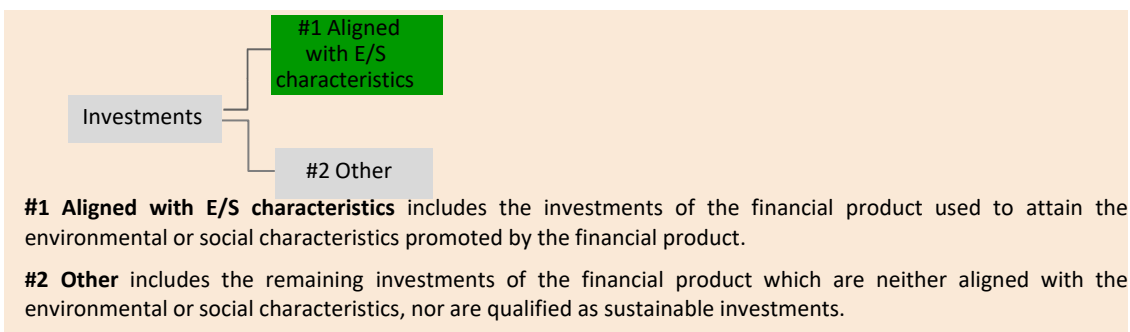 #1 Aligned
with E/S
characteristics
Investments
#2 Other
#1 Aligned with E/S characteristics includes the investments of the financial product used to attain the
environmental or social characteristics promoted by the financial product.
#2 Other includes the remaining investments of the financial product which are neither aligned with the
environmental or social characteristics, nor are qualified as sustainable investments.